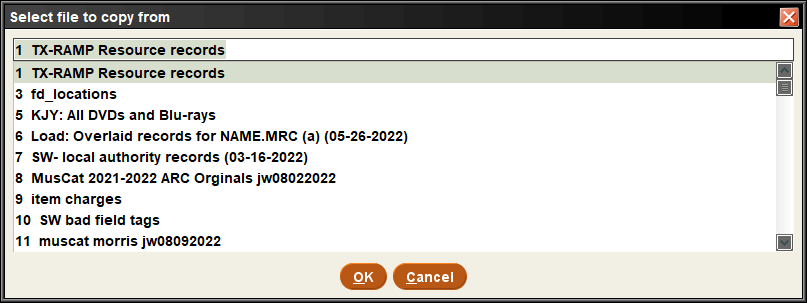 Select file to copy from
1 TX-RAMP Resource records
1 TX-RAMP Resource records
3 fd_locations
5 KJY: All DVDs and Blu-rays
6 Load: Overlaid records for NAME.MRC (a) (05-26-2022)
7 SW- local authority records (03-16-2022)
8 MusCat 2021-2022 ARC Orginals jw08022022
9 item charges
10 SW bad field tags
11 muscat morris jw08092022
OK Cancel